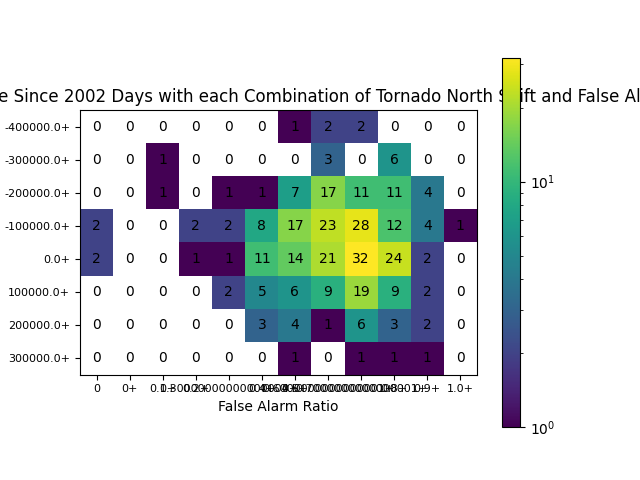 e Since 2002 Days with each Combination of Tornado North Shift and False Al
-400000.0+ 0 0 0 0 0 0 1 2 2 0 0 0
-300000.0+ 0 0 1 0 0 0 0 3 0 6 0 0
-200000.0+ 0 0 1 0 1 1 7 17 11 11 4 0
-100000.0+ 2 0 0 2 2 8 17 23 28 12 4 1
0.0+ 2 0 0 1 1 11 14 21 32 24 2 0
100000.0+ 0 0 0 0 2 5 6 9 19 9 2 0
200000.0+ 0 0 0 0 0 3 4 1 6 3 2 0
300000.0+ 0 0 0 0 0 0 1 0 1 1 1 0
0 0+ 0.1+ 0.9+ 1.0+
False Alarm Ratio
10¹
10⁰